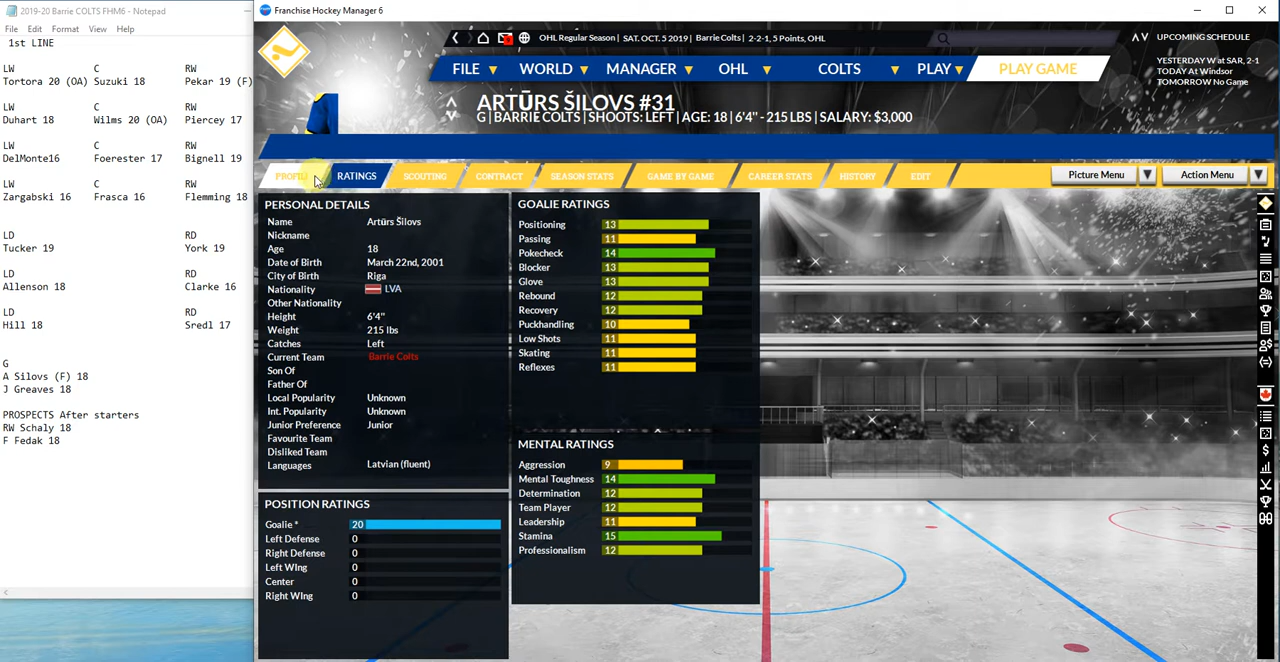 2019-20 Barrie COLTS FHM6 - Notepad
File Edit Format View Help
1st LINE
LW C RW
Tortora 20 (OA) Suzuki 18 Pekar 19 (F)
LW C RW
Duhart 18 Wilms 20 (OA) Piercey 17
LW C RW
DelMonte16 Foerester 17 Bignell 19
LW C RW
Zargabski 16 Frasca 16 Flemming 18
LD RD
Tucker 19 York 19
LD RD
Allenson 18 Clarke 16
LD RD
Hill 18 Sredl 17
G
A Silovs (F) 18
J Greaves 18
PROSPECTS After starters
RW Schaly 18
F Fedak 18
Franchise Hockey Manager 6
OHL Regular Season | SAT. OCT. 5 2019 | Barrie Colts | 2-2-1, 5 Points, OHL
UPCOMING SCHEDULE
YESTERDAY W at SAR, 2-1
TODAY At Windsor
TOMORROW No Game
FILE WORLD MANAGER OHL COLTS PLAY PLAY GAME
ARTŪRS ŠILOVS #31
G | BARRIE COLTS | SHOOTS: LEFT | AGE: 18 | 6'4" - 215 LBS | SALARY: $3,000
PROFILE RATINGS SCOUTING CONTRACT SEASON STATS GAME BY GAME CAREER STATS HISTORY EDIT
Picture Menu Action Menu
PERSONAL DETAILS
Name Artūrs Šilovs
Nickname
Age 18
Date of Birth March 22nd, 2001
City of Birth Riga
Nationality LVA
Other Nationality
Height 6'4"
Weight 215 lbs
Catches Left
Current Team Barrie Colts
Son Of
Father Of
Local Popularity Unknown
Int. Popularity Unknown
Junior Preference Junior
Favourite Team
Disliked Team
Languages Latvian (fluent)
POSITION RATINGS
Goalie * 20
Left Defense 0
Right Defense 0
Left WIng 0
Center 0
Right WIng 0
GOALIE RATINGS
Positioning 13
Passing 11
Pokecheck 14
Blocker 13
Glove 13
Rebound 12
Recovery 12
Puckhandling 10
Low Shots 11
Skating 11
Reflexes 11
MENTAL RATINGS
Aggression 9
Mental Toughness 14
Determination 12
Team Player 12
Leadership 11
Stamina 15
Professionalism 12